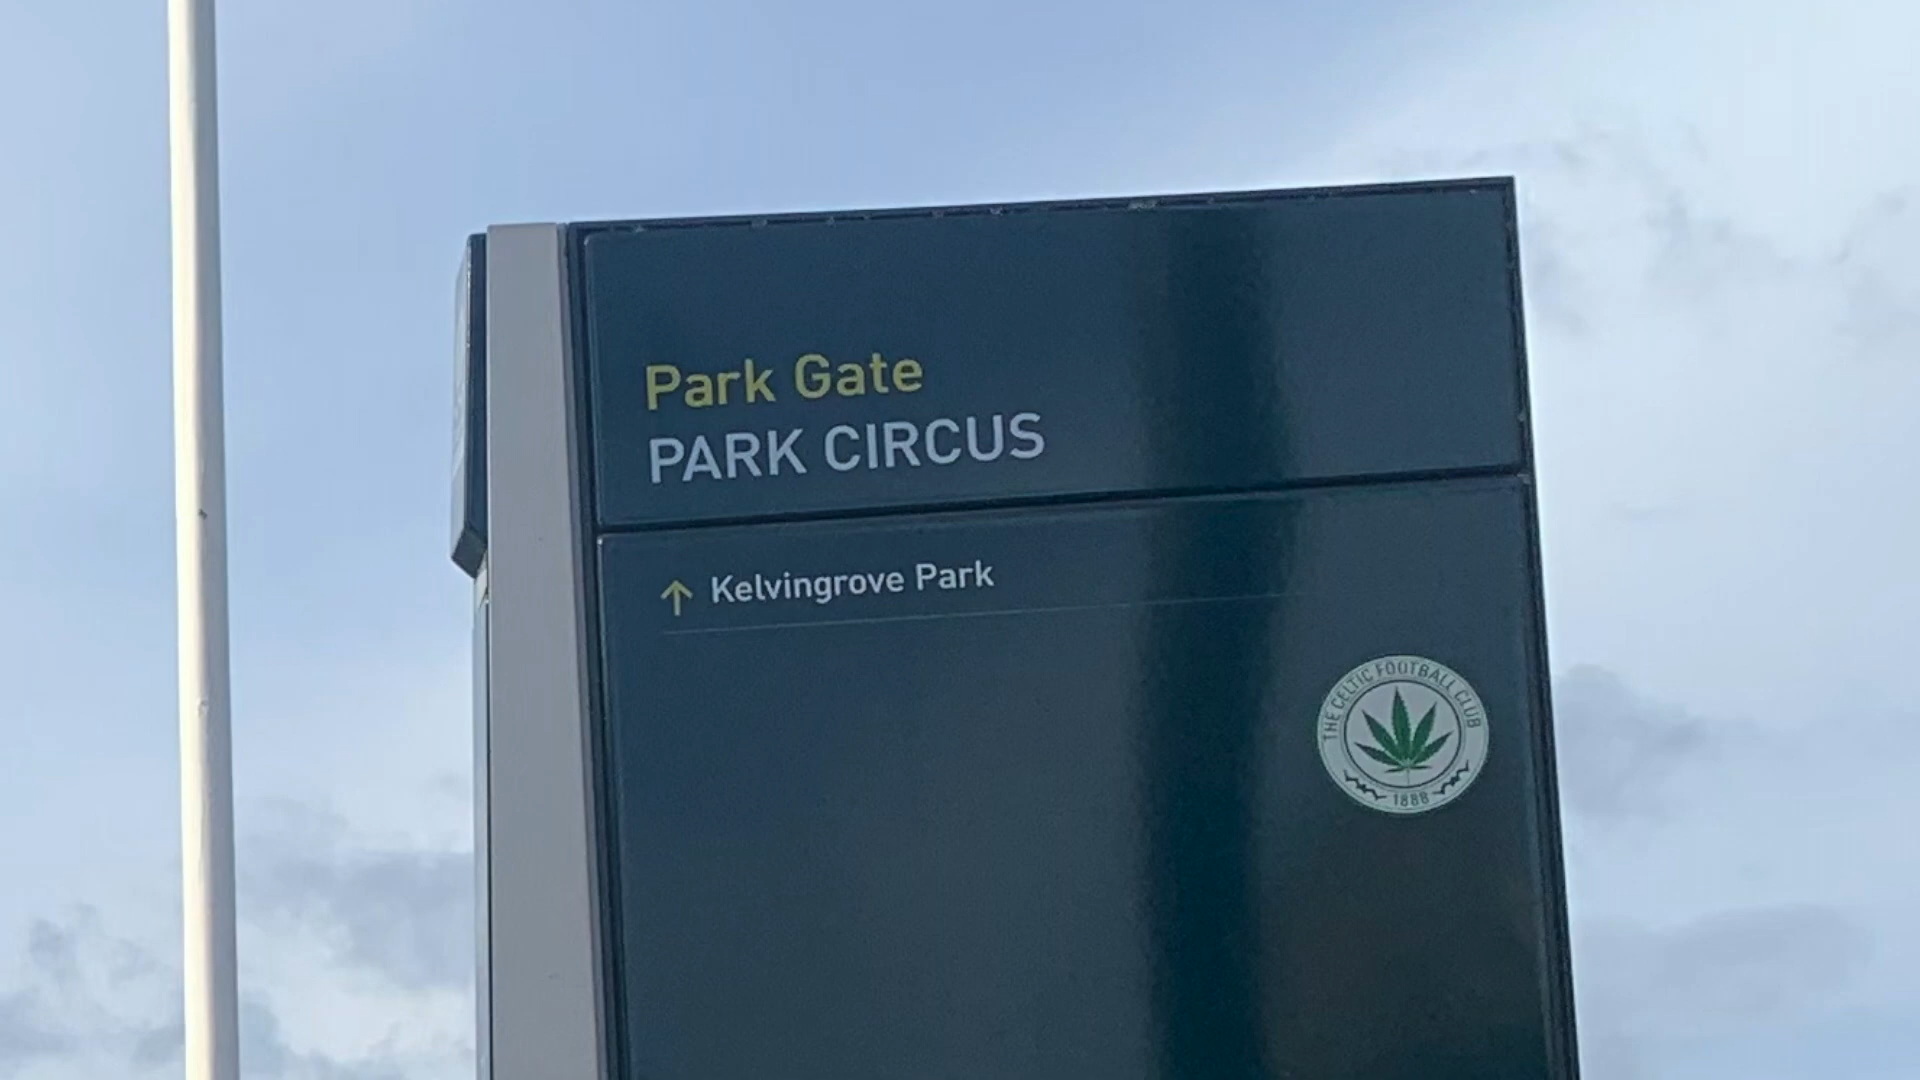 Park Gate
PARK CIRCUS
↑ Kelvingrove Park
THE CELTIC FOOTBALL CLUB
1888